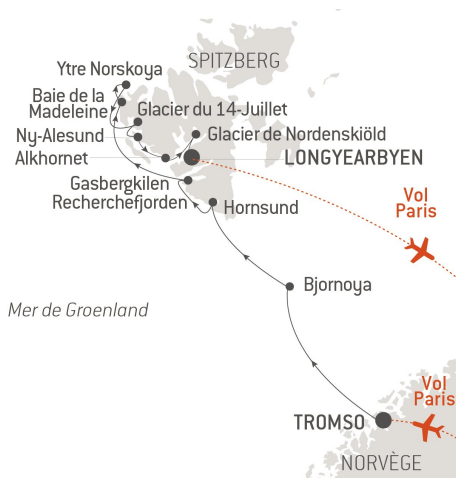 SPITZBERG
Ytre Norskoya
Baie de la
Madeleine
Glacier du 14-Juillet
Ny-Alesund
Glacier de Nordenskiöld
Alkhornet
LONGYEARBYEN
Gasbergkilen
Recherchefjorden
Hornsund
Vol
Paris
Bjornoya
Mer de Groenland
Vol
Paris
TROMSO
NORVÈGE